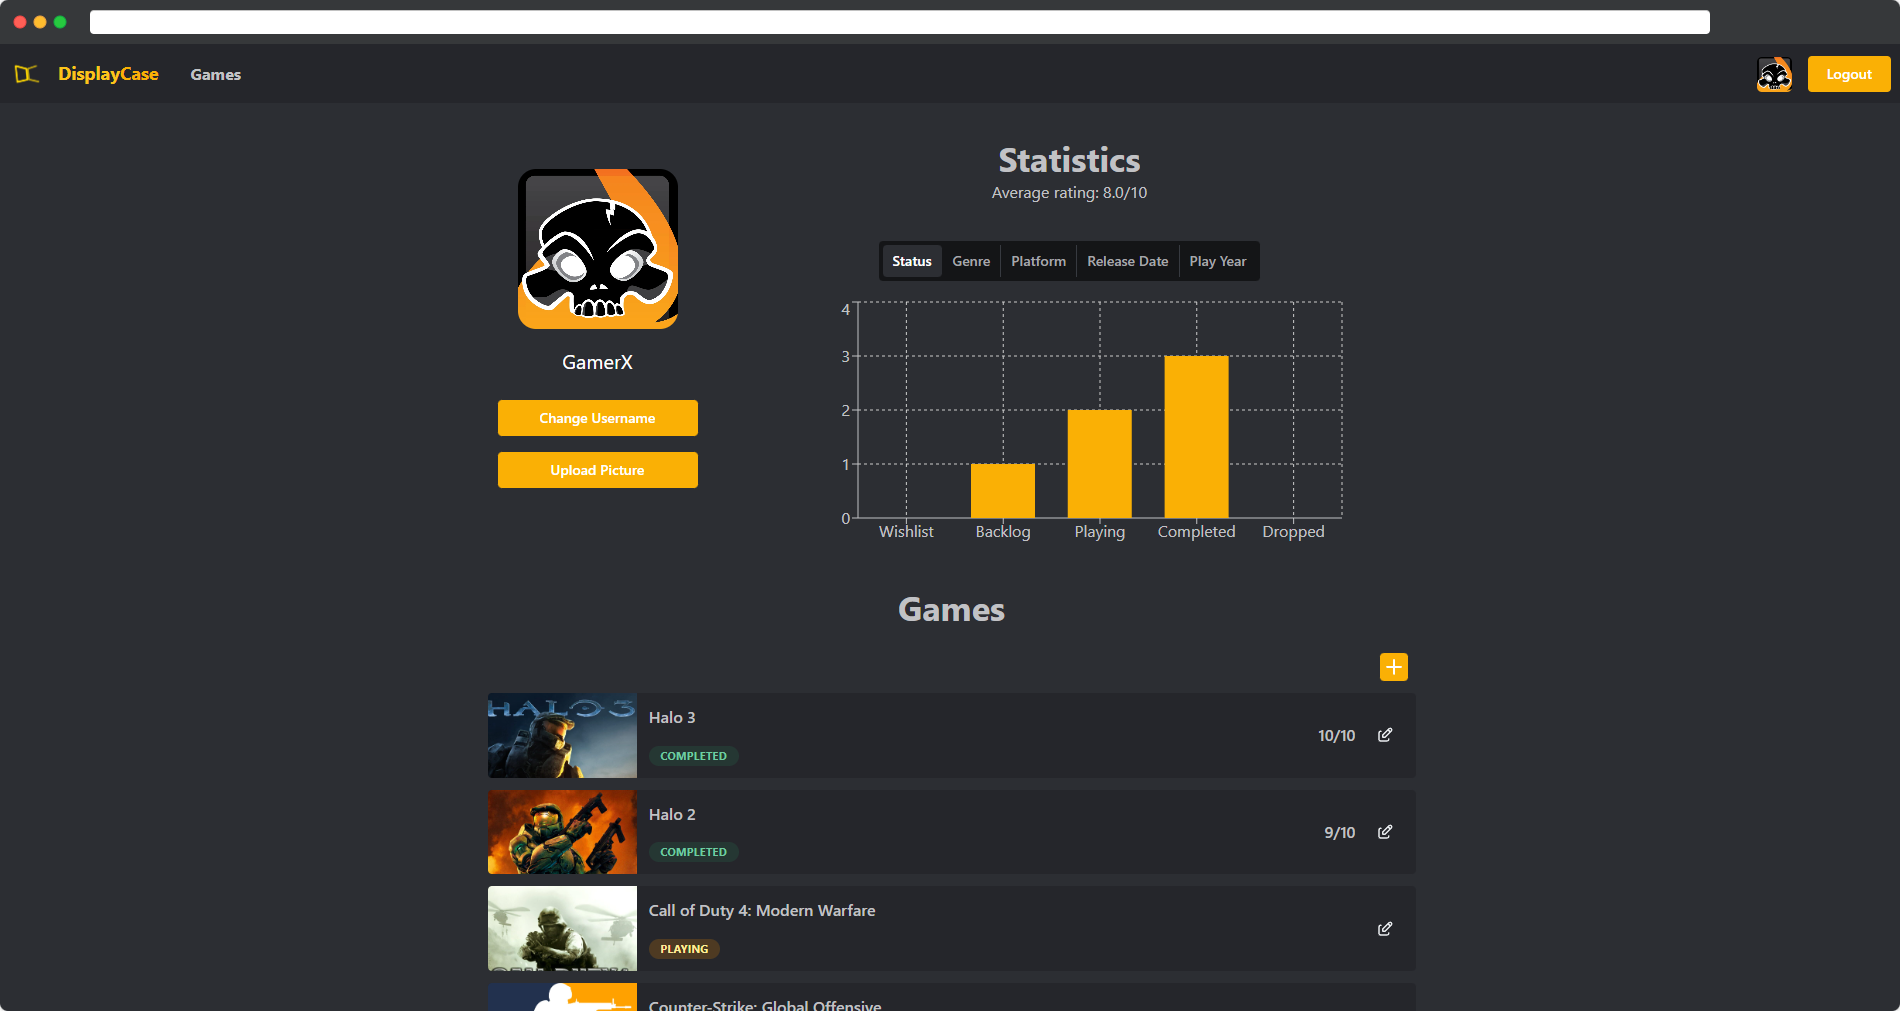 DisplayCase
Games
Logout
GamerX
Change Username
Upload Picture
Statistics
Average rating: 8.0/10
Status Genre Platform Release Date Play Year
4
3
2
1
0
Wishlist Backlog Playing Completed Dropped
Games
HALO 3
Halo 3
COMPLETED
10/10
Halo 2
COMPLETED
9/10
Call of Duty 4: Modern Warfare
PLAYING
Counter-Strike: Global Offensive